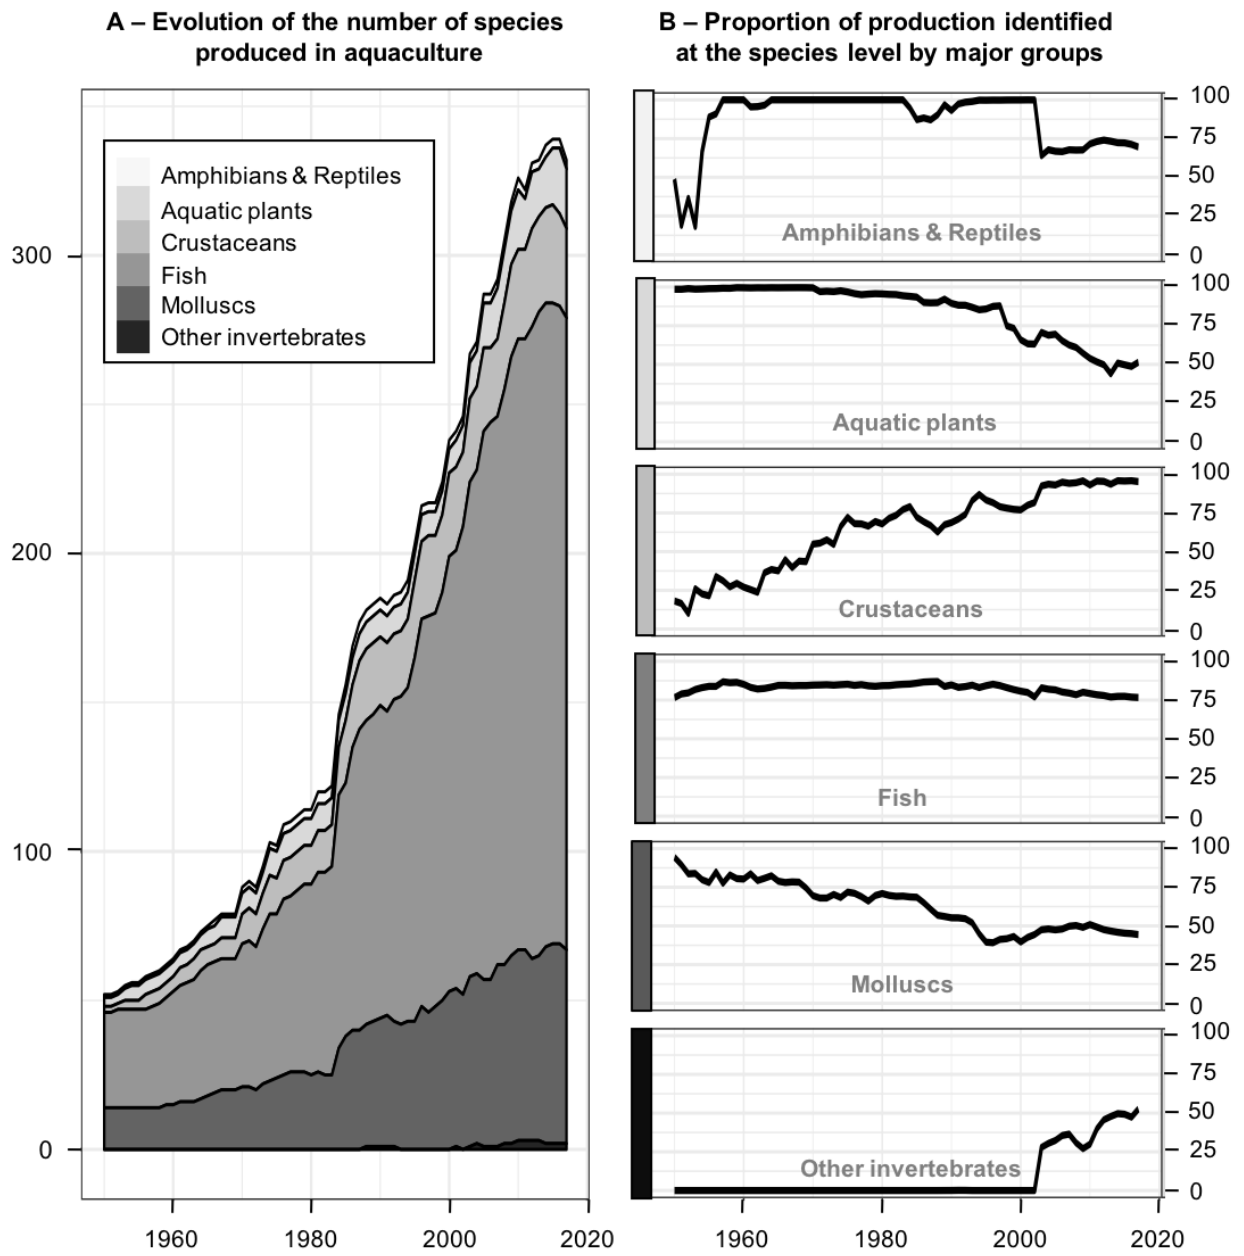 A – Evolution of the number of species
produced in aquaculture
Amphibians & Reptiles
Aquatic plants
Crustaceans
Fish
Molluscs
Other invertebrates
300
200
100
0
1960
1980
2000
2020
B – Proportion of production identified
at the species level by major groups
100
75
50
25
0
Amphibians & Reptiles
100
75
50
25
0
Aquatic plants
100
75
50
25
0
Crustaceans
100
75
50
25
0
Fish
100
75
50
25
0
Molluscs
100
75
50
25
0
Other invertebrates
1960
1980
2000
2020